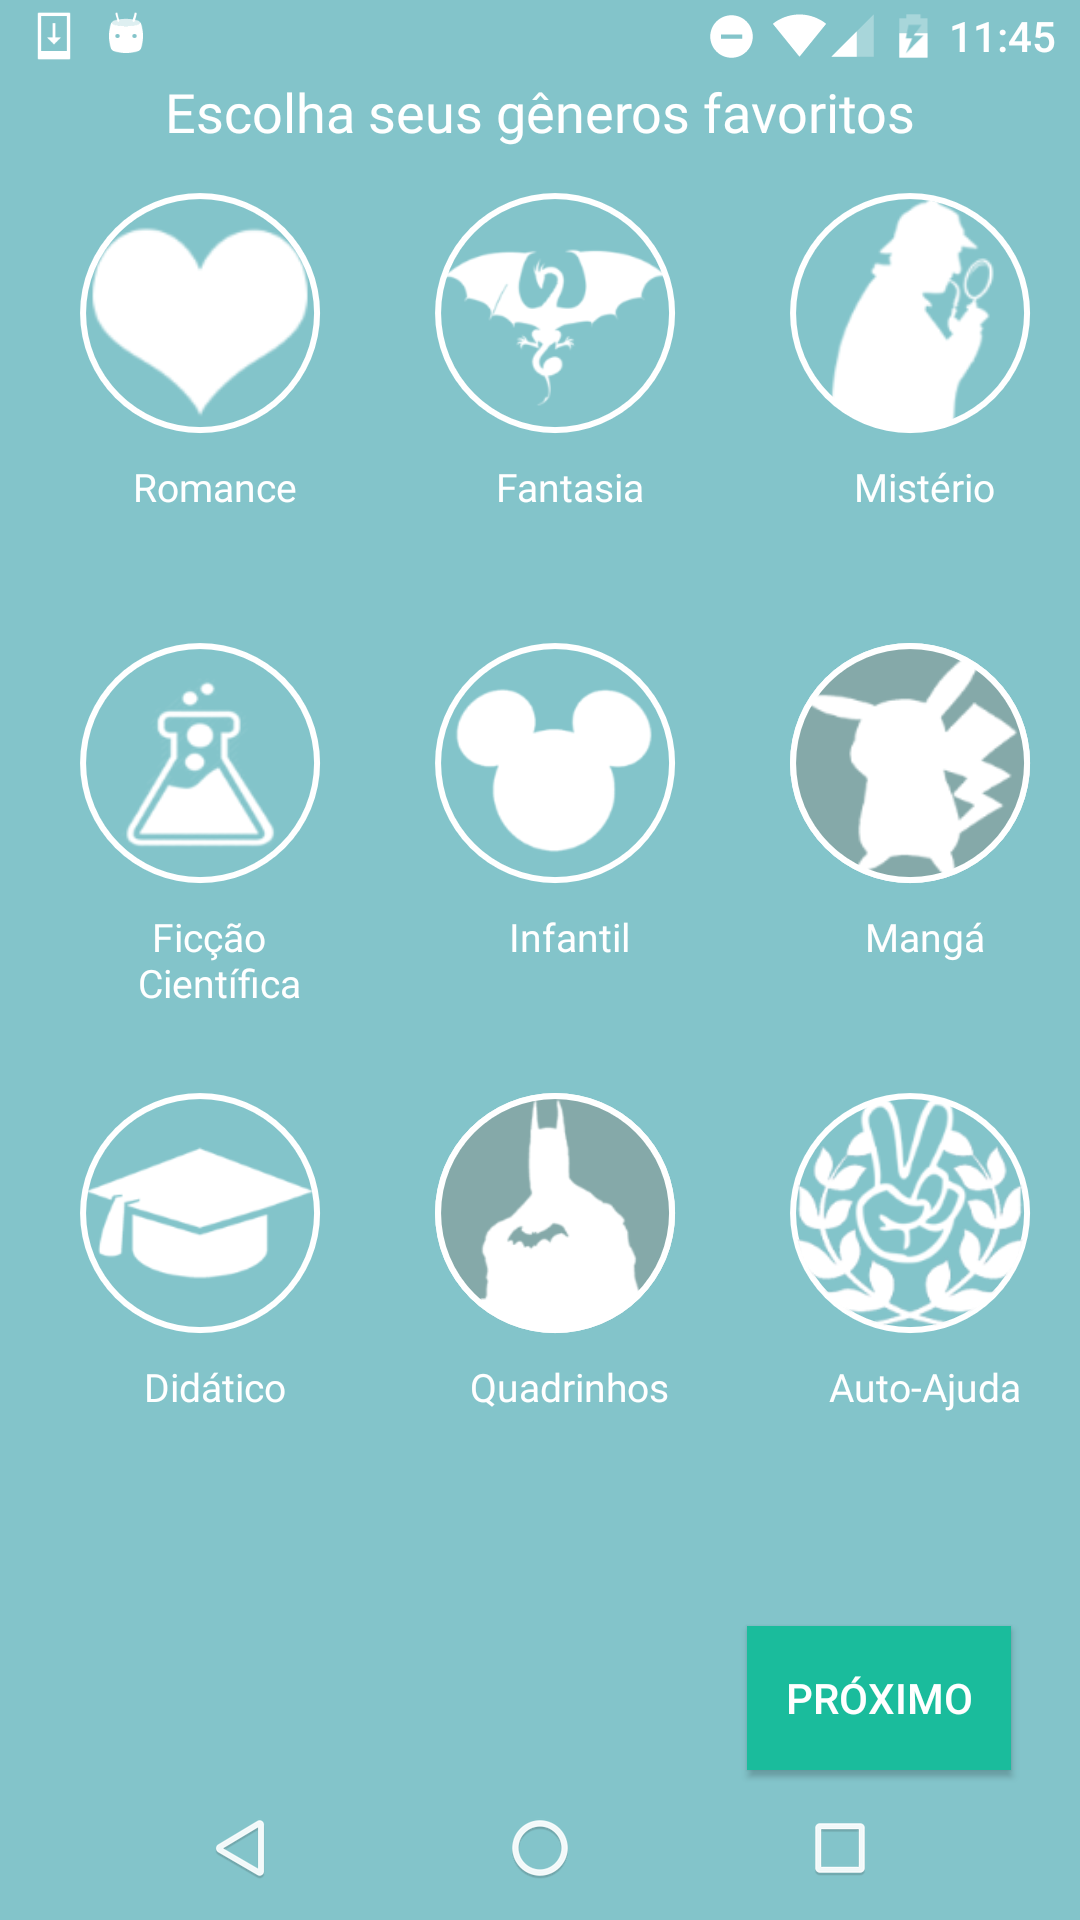 11:45
Escolha seus gêneros favoritos
Romance
Fantasia
Mistério
Ficção
Científica
Infantil
Mangá
Didático
Quadrinhos
Auto-Ajuda
PRÓXIMO